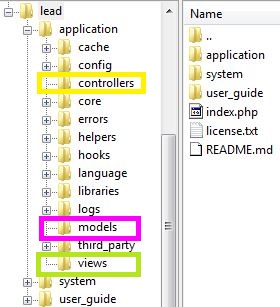 lead
application
cache
config
controllers
core
errors
helpers
hooks
language
libraries
logs
models
third_party
views
system
user_guide
Name
..
application
system
user_guide
index.php
license.txt
README.md